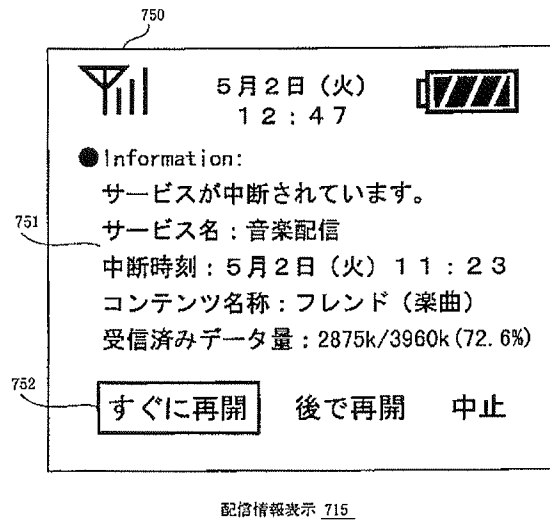 750
5月2日（火）
12：47
●Information:
サービスが中断されています。
751
サービス名：音楽配信
中断時刻：5月2日（火）11：23
コンテンツ名称：フレンド（楽曲）
受信済みデータ量：2875k/3960k(72.6%)
752
すぐに再開 後で再開 中止
配信情報表示 715